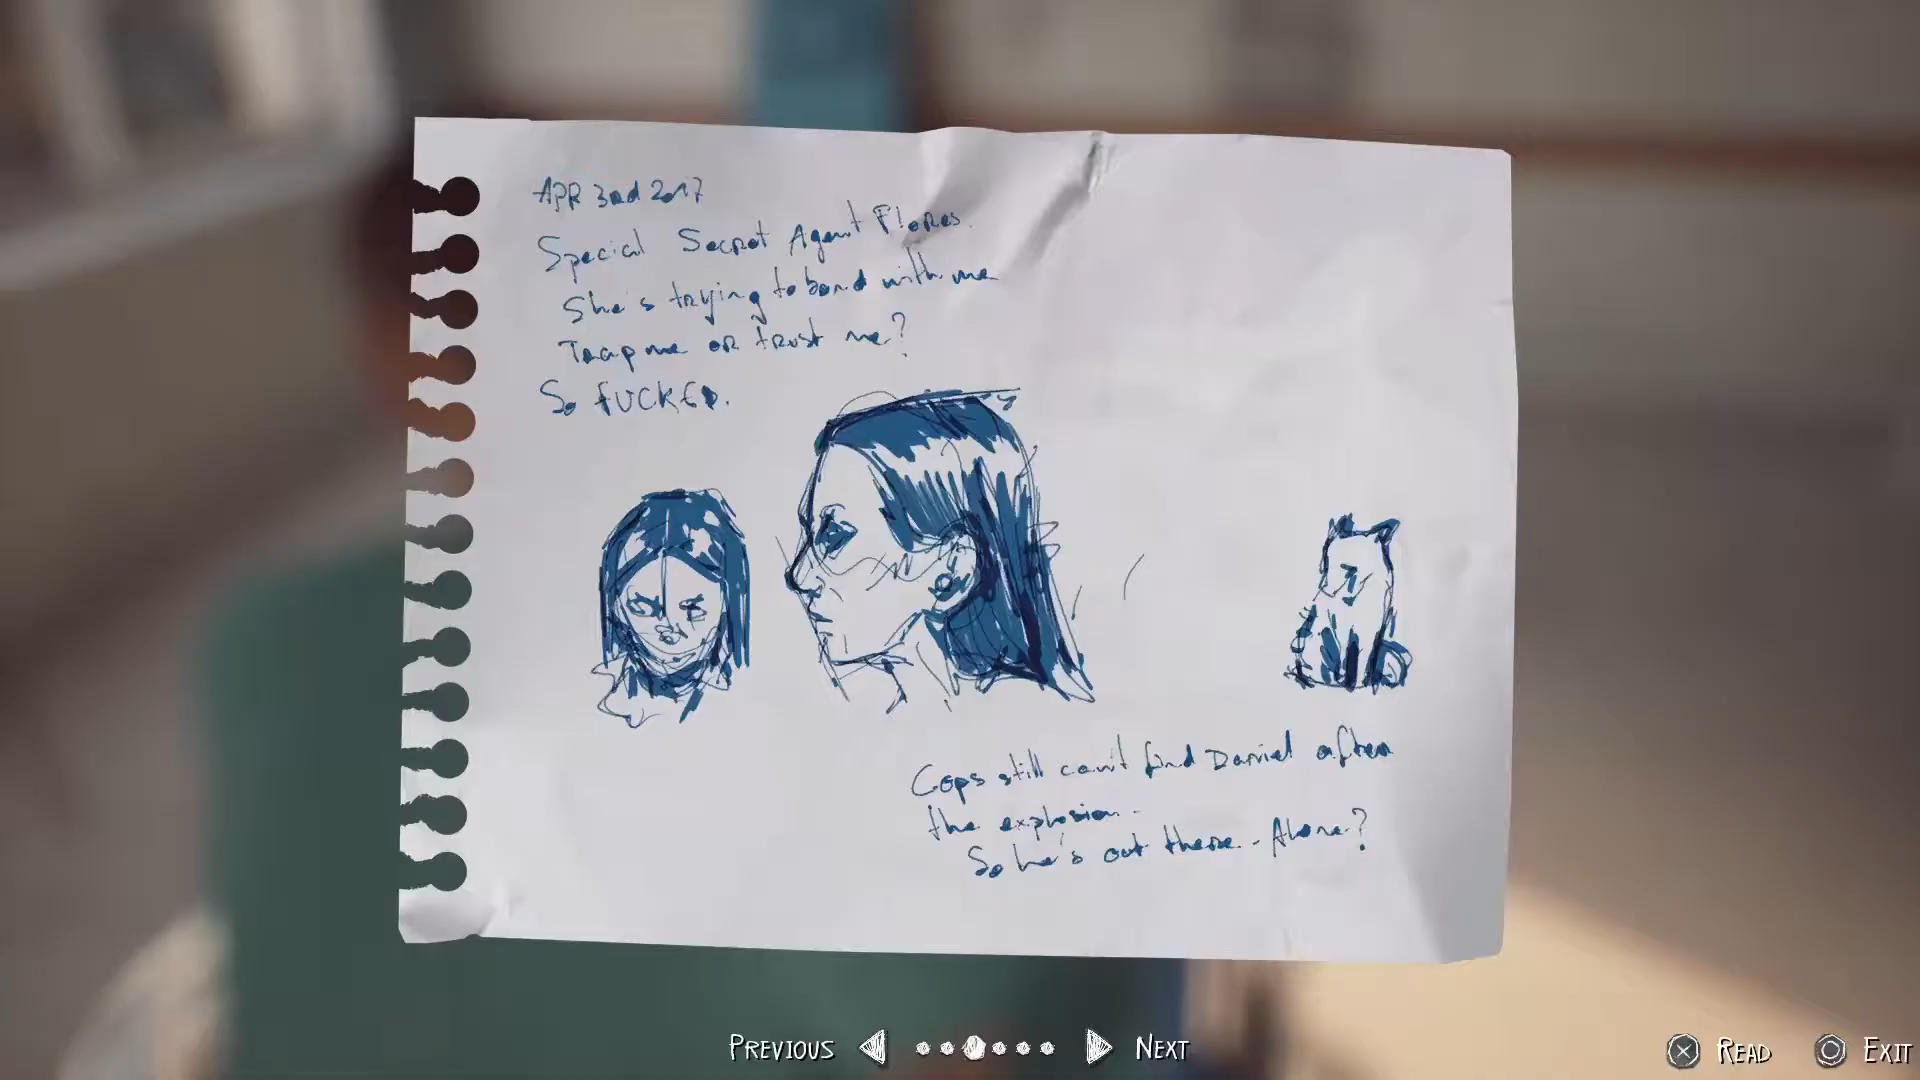 APR 3rd 2017
Special Secret Agent Flores.
She's trying to bond with me
Trap me or trust me?
So fUCKED.
Cops still can't find Daniel after
the explosion.
So he's out there. Alone?
PREVIOUS
NEXT
READ
EXIT